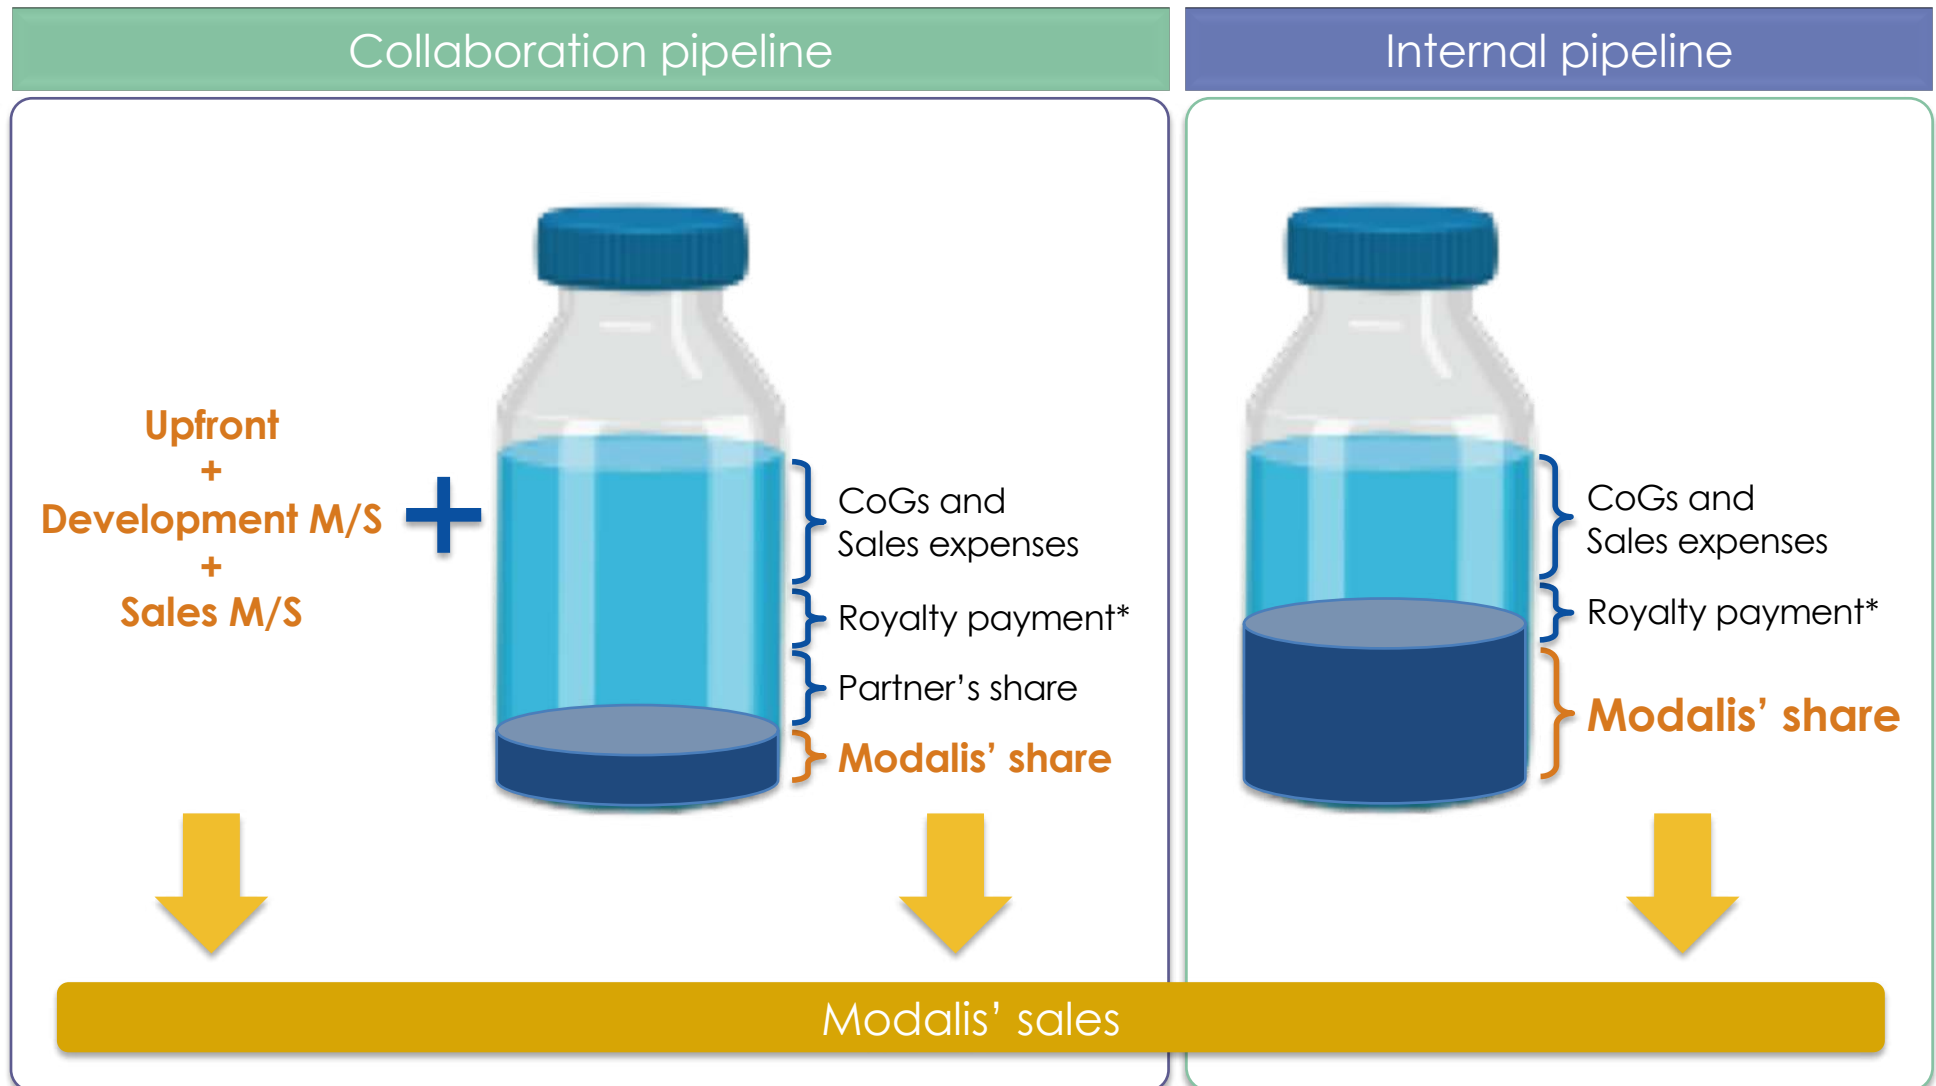 Collaboration pipeline
Internal pipeline
Upfront
+
Development M/S
+
Sales M/S
+
CoGs and
Sales expenses
Royalty payment*
Partner’s share
Modalis’ share
CoGs and
Sales expenses
Royalty payment*
Modalis’ share
Modalis’ sales